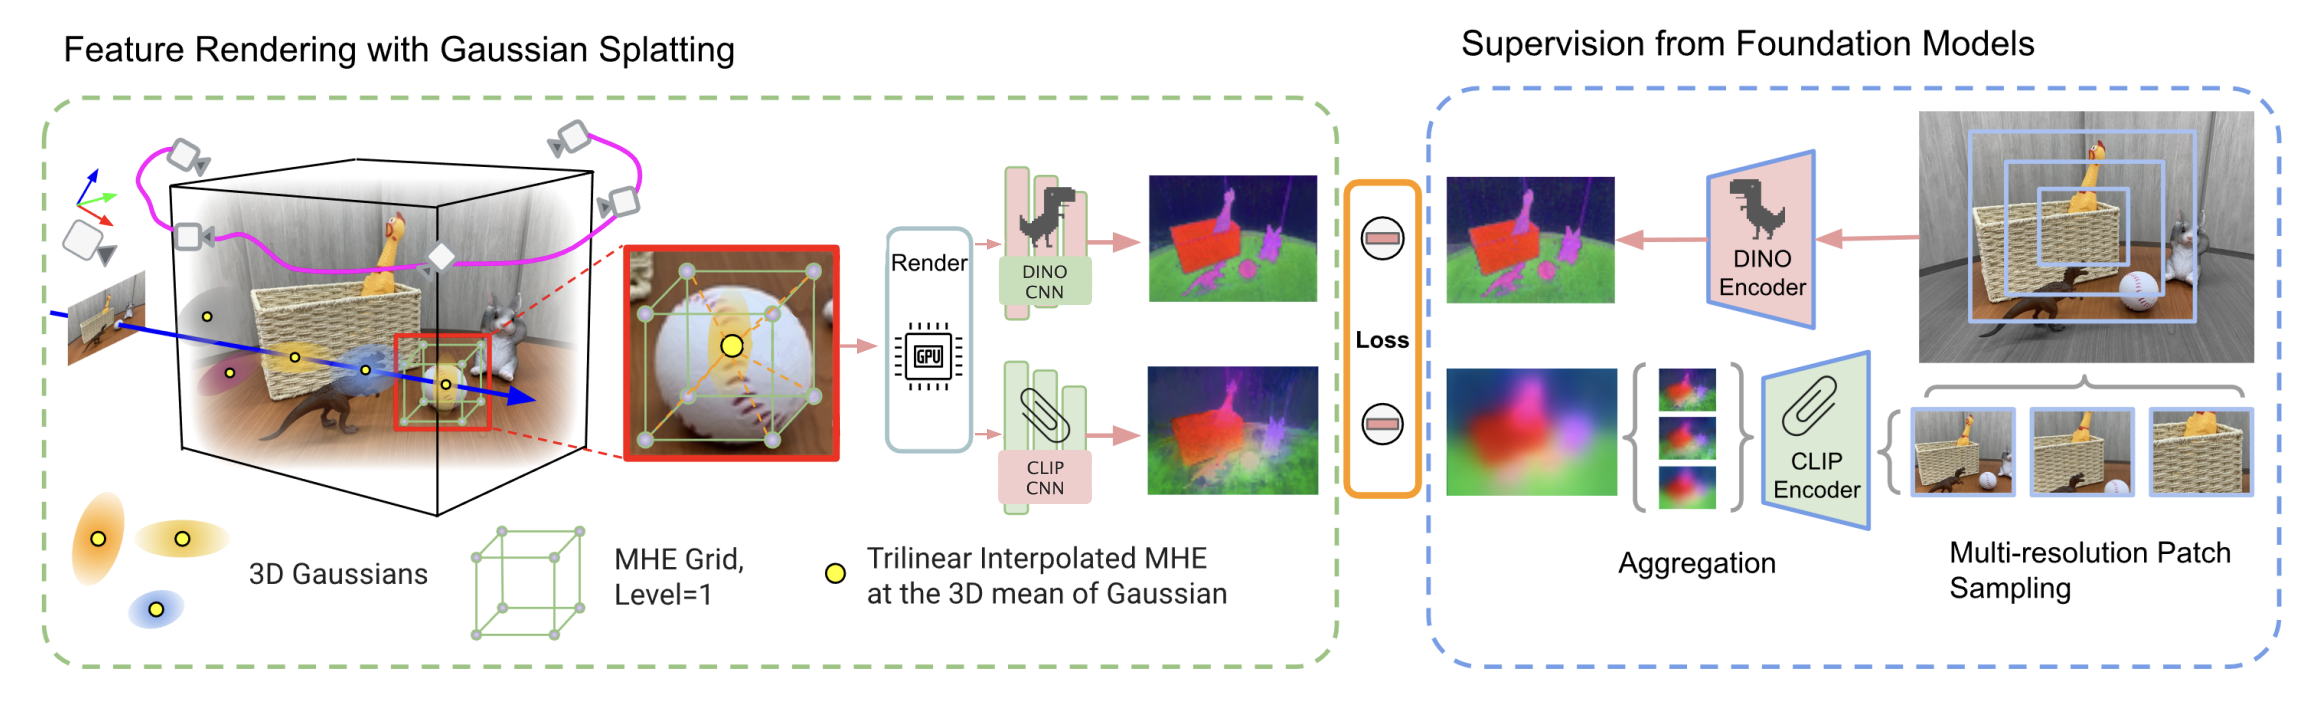 Feature Rendering with Gaussian Splatting
Supervision from Foundation Models
Render
GPU
DINO
CNN
CLIP
CNN
Loss
DINO
Encoder
CLIP
Encoder
3D Gaussians
MHE Grid,
Level=1
Trilinear Interpolated MHE
at the 3D mean of Gaussian
Aggregation
Multi-resolution Patch
Sampling